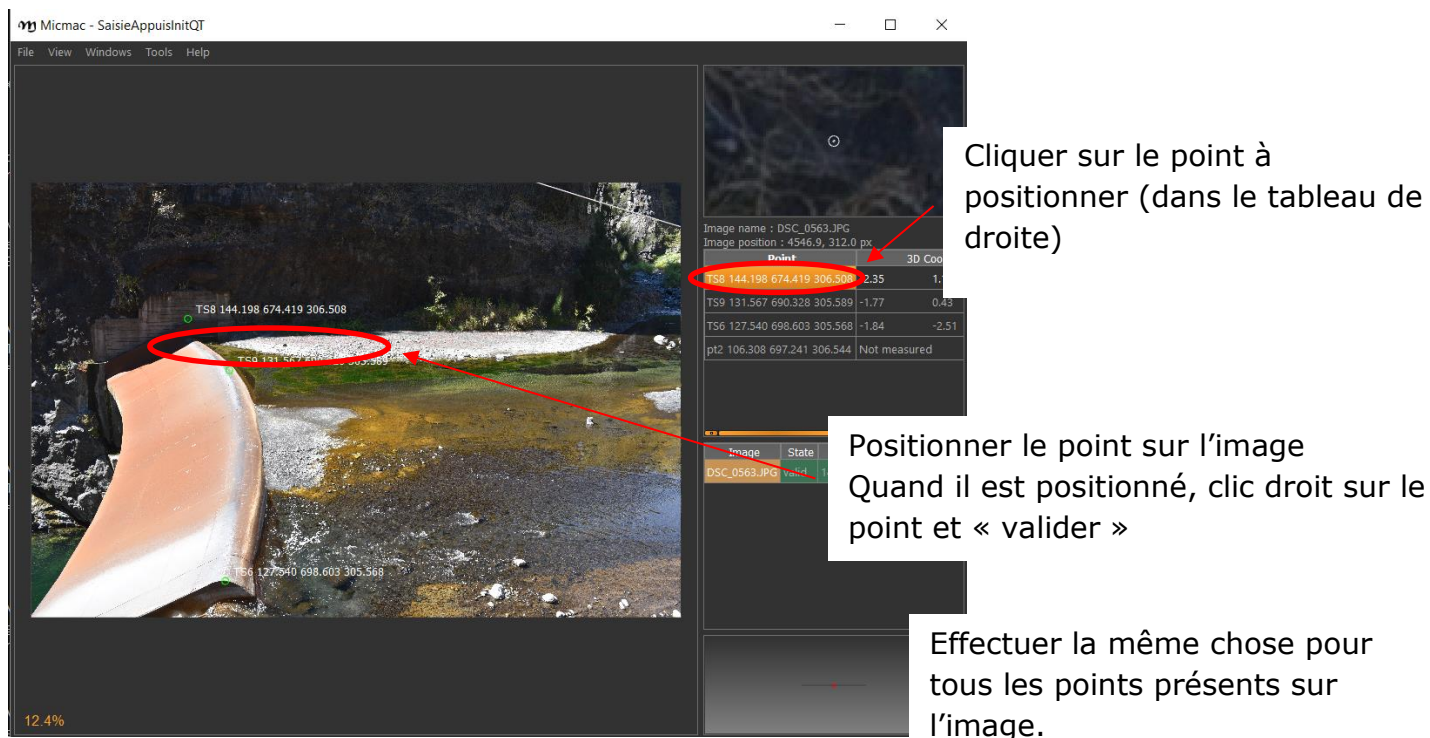 Micmac - SaisieAppuisInitQT
File View Windows Tools Help
Image name : DSC_0563.JPG
Image position : 4546.9, 312.0 px
Point 3D Coo
TS8 144.198 674.419 306.508 -2.35 1.
TS9 131.567 690.328 305.589 -1.77 0.43
TS6 127.540 698.603 305.568 -1.84 -2.51
pt2 106.308 697.241 306.544 Not measured
Image State
DSC_0563.JPG valid
TS8 144.198 674.419 306.508
TS9 131.567
TS6 127.540 698.603 305.568
12.4%
Cliquer sur le point à
positionner (dans le tableau de
droite)
Positionner le point sur l’image
Quand il est positionné, clic droit sur le
point et « valider »
Effectuer la même chose pour
tous les points présents sur
l’image.